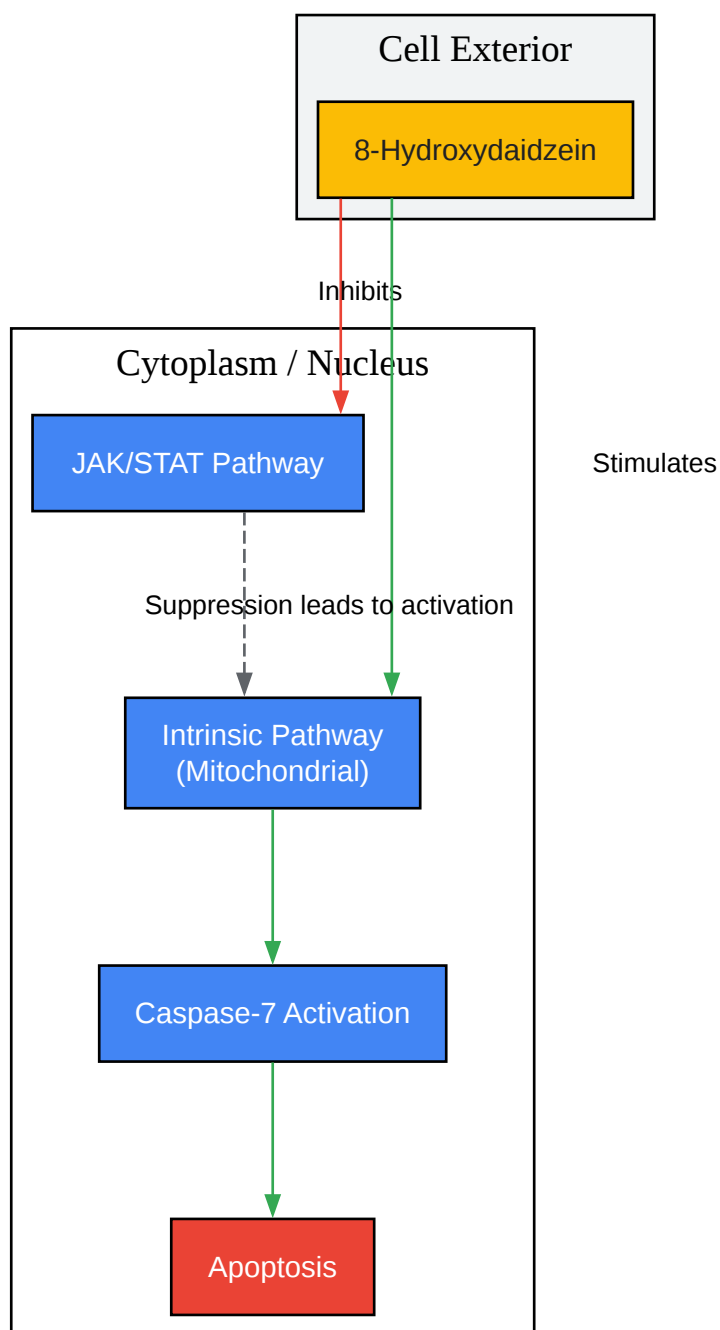 Cell Exterior
8-Hydroxydaidzein
Inhibits
Cytoplasm / Nucleus
JAK/STAT Pathway
Stimulates
Suppression leads to activation
Intrinsic Pathway
(Mitochondrial)
Caspase-7 Activation
Apoptosis